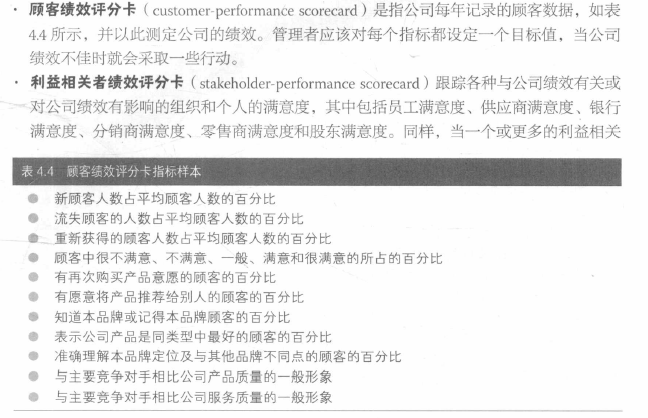 · 顾客绩效评分卡（customer-performance scorecard）是指公司每年记录的顾客数据，如表
4.4 所示，并以此测定公司的绩效。管理者应该对每个指标都设定一个目标值，当公司
绩效不佳时就会采取一些行动。
· 利益相关者绩效评分卡（stakeholder-performance scorecard）跟踪各种与公司绩效有关或
对公司绩效有影响的组织和个人的满意度，其中包括员工满意度、供应商满意度、银行
满意度、分销商满意度、零售商满意度和股东满意度。同样，当一个或更多的利益相关
表 4.4 顾客绩效评分卡指标样本
● 新顾客人数占平均顾客人数的百分比
● 流失顾客的人数占平均顾客人数的百分比
● 重新获得的顾客人数占平均顾客人数的百分比
● 顾客中很不满意、不满意、一般、满意和很满意的所占的百分比
● 有再次购买产品意愿的顾客的百分比
● 有愿意将产品推荐给别人的顾客的百分比
● 知道本品牌或记得本品牌顾客的百分比
● 表示公司产品是同类型中最好的顾客的百分比
● 准确理解本品牌定位及与其他品牌不同点的顾客的百分比
● 与主要竞争对手相比公司产品质量的一般形象
● 与主要竞争对手相比公司服务质量的一般形象